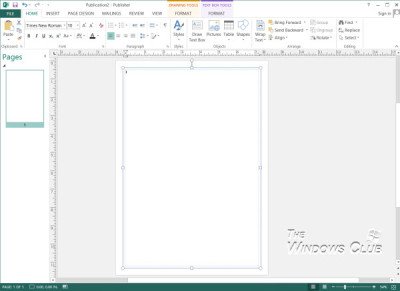 Publication2 - Publisher
DRAWING TOOLS
TEXT BOX TOOLS
FILE HOME INSERT PAGE DESIGN MAILINGS REVIEW VIEW FORMAT FORMAT
Sign in
Times New Roman
10
Paste
Styles
Draw Text Box
Pictures
Table
Shapes
Wrap Text
Bring Forward
Send Backward
Align
Group
Ungroup
Rotate
Find
Replace
Select
Clipboard
Font
Paragraph
Styles
Objects
Arrange
Editing
Pages
THE
WINDOWS CLUB
PAGE: 1 OF 1